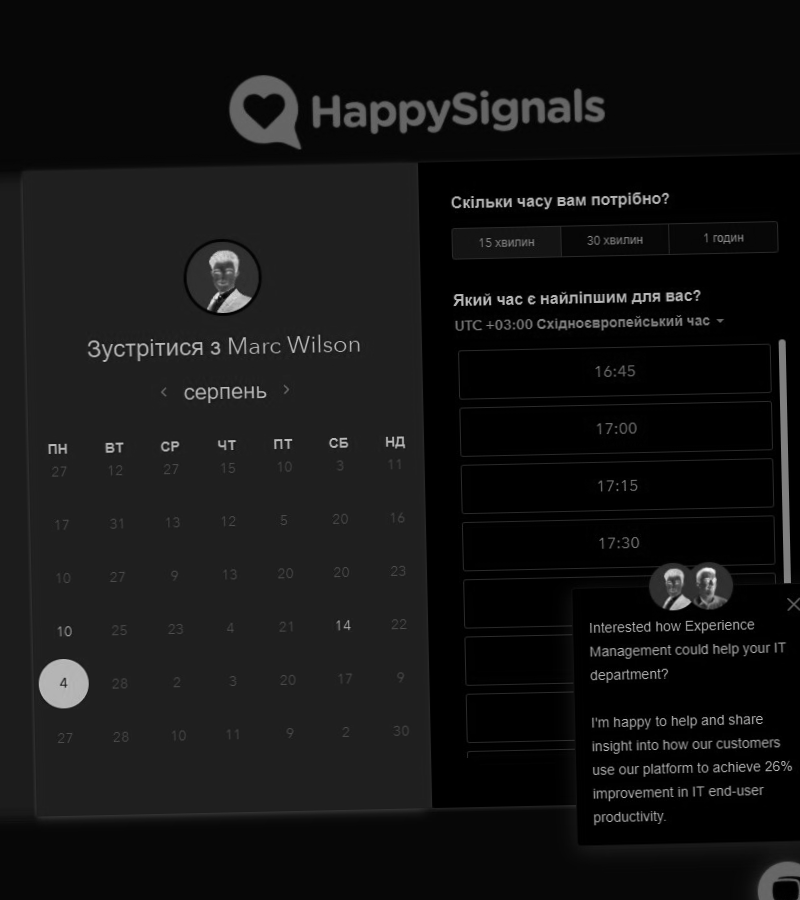 HappySignals
Зустрітися з Marc Wilson
серпень
ПН ВТ СР ЧТ ПТ СБ НД
27 12 27 15 10 3 11
17 31 13 12 5 20 16
10 27 9 13 20 20 23
10 25 23 4 21 14 22
4 28 2 3 20 17 9
27 28 10 11 9 2 30
Скільки часу вам потрібно?
15 хвилин 30 хвилин 1 годин
Який час є найліпшим для вас?
UTC +03:00 Східноєвропейський час
16:45
17:00
17:15
17:30
Interested how Experience
Management could help your IT
department?
I'm happy to help and share
insight into how our customers
use our platform to achieve 26%
improvement in IT end-user
productivity.